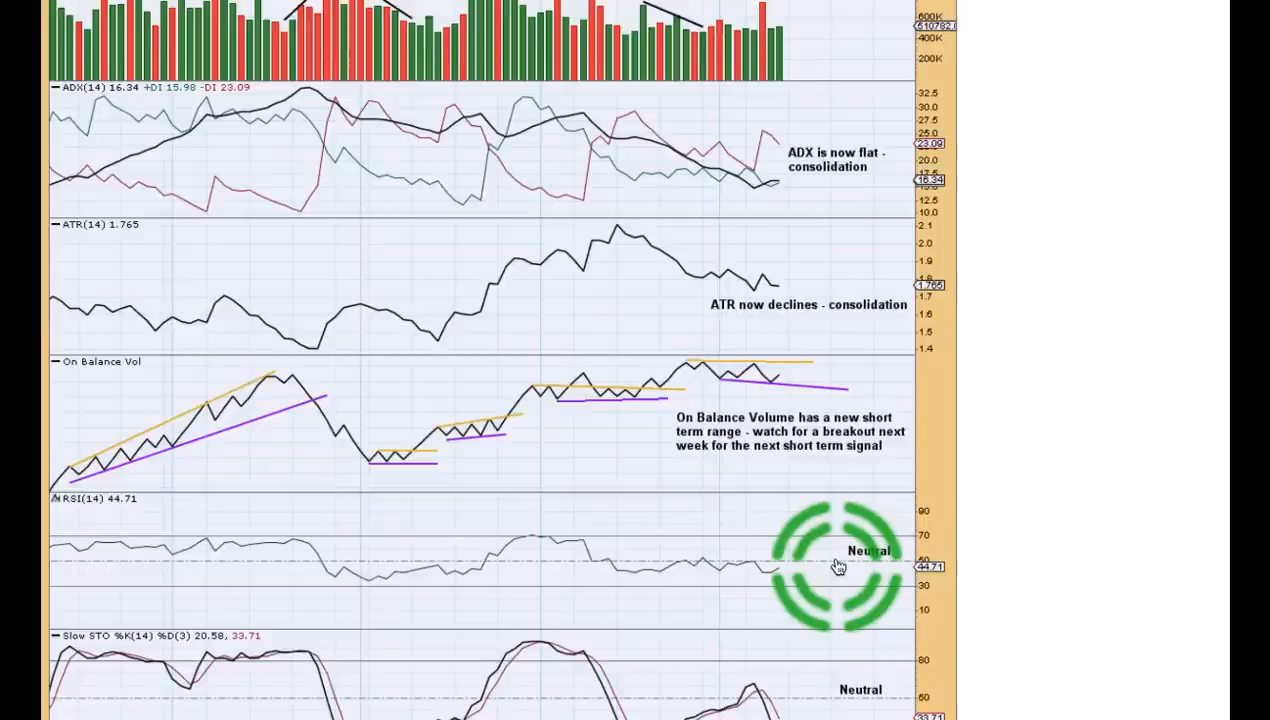 600K
510782.0
400K
200K
ADX(14) 16.34 +DI 15.98 -DI 23.09
32.5
30.0
27.5
25.0
23.09
20.0
16.34
12.5
10.0
ADX is now flat -
consolidation
ATR(14) 1.765
2.1
2.0
1.9
1.8
1.765
1.7
1.6
1.5
1.4
ATR now declines - consolidation
On Balance Vol
On Balance Volume has a new short
term range - watch for a breakout next
week for the next short term signal
RSI(14) 44.71
90
70
50
44.71
30
10
Neutral
Slow STO %K(14) %D(3) 20.58, 33.71
80
50
33.71
Neutral